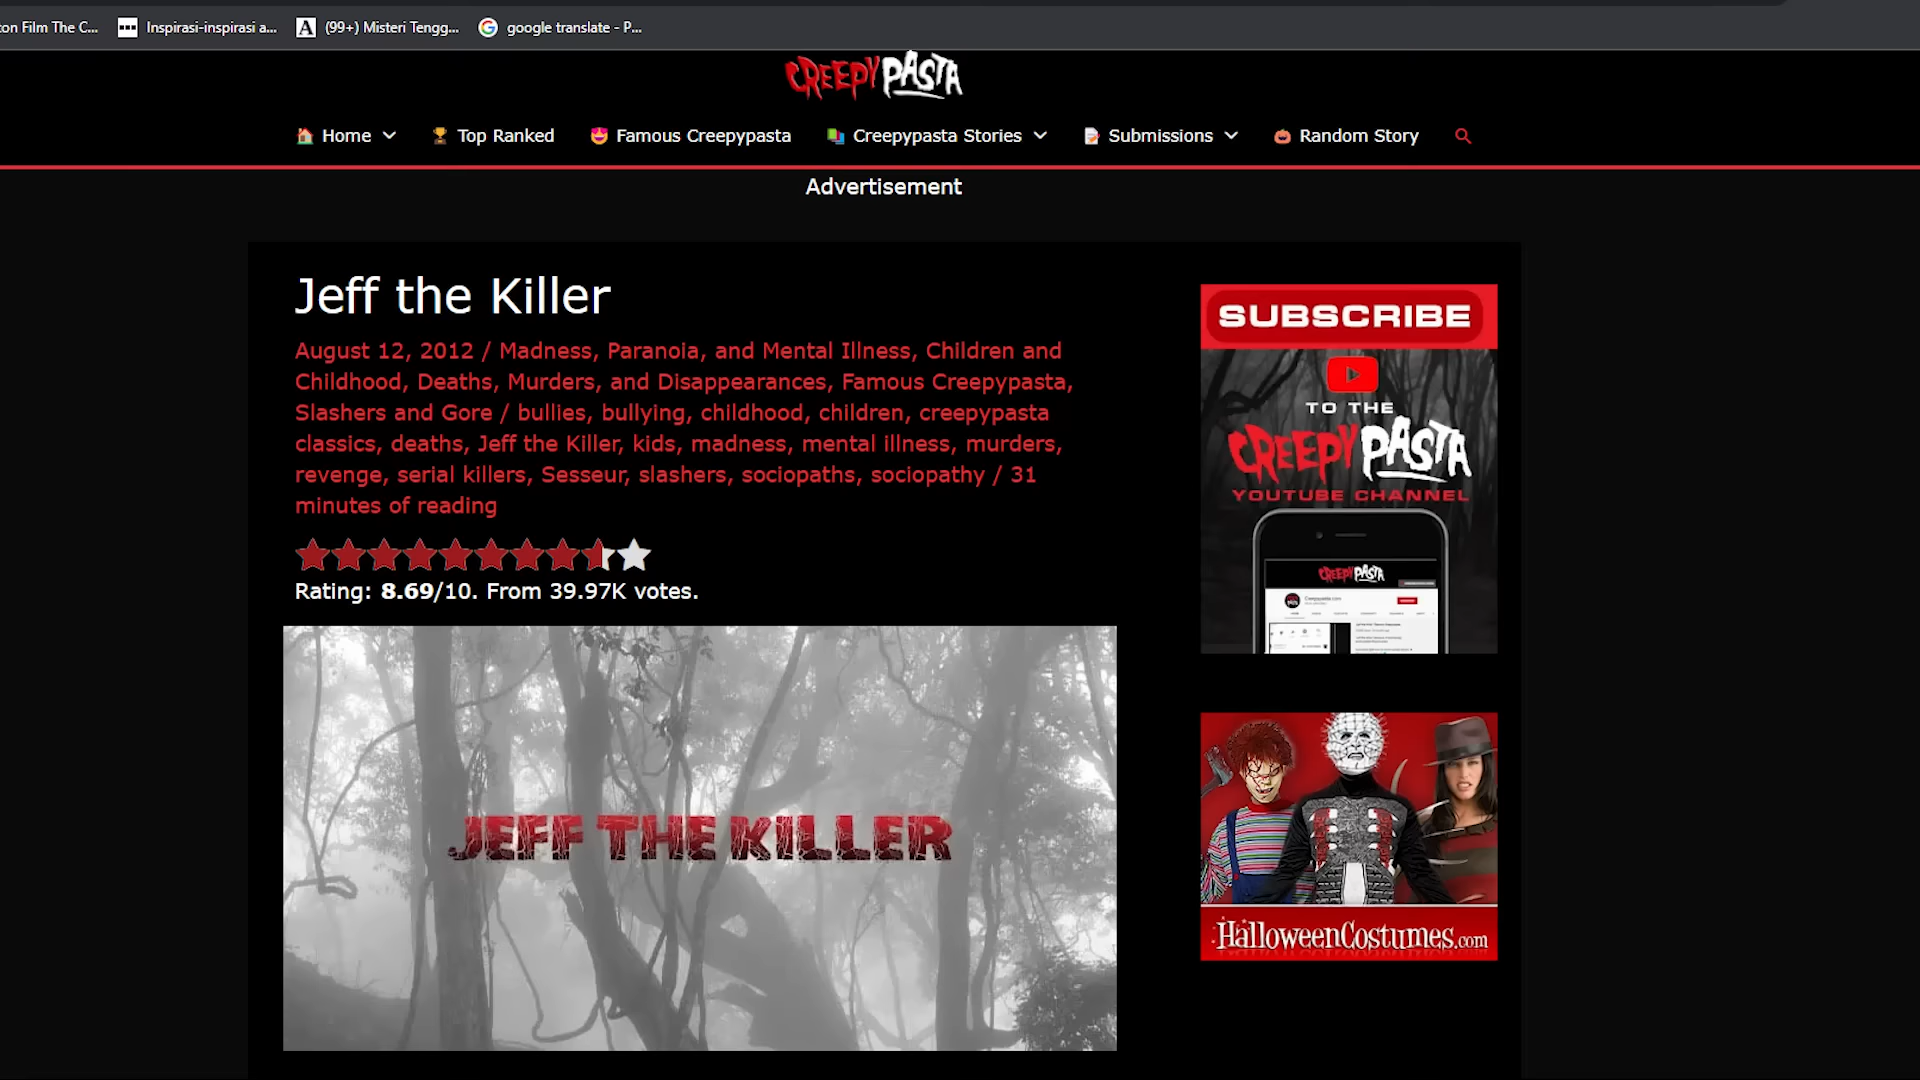 con Film The C...
Inspirasi-inspirasi a...
A (99+) Misteri Tengg...
G google translate - P...
CREEPYPASTA
Home
Top Ranked
Famous Creepypasta
Creepypasta Stories
Submissions
Random Story
Advertisement
Jeff the Killer
August 12, 2012 / Madness, Paranoia, and Mental Illness, Children and
Childhood, Deaths, Murders, and Disappearances, Famous Creepypasta,
Slashers and Gore / bullies, bullying, childhood, children, creepypasta
classics, deaths, Jeff the Killer, kids, madness, mental illness, murders,
revenge, serial killers, Sesseur, slashers, sociopaths, sociopathy / 31
minutes of reading
Rating: 8.69/10. From 39.97K votes.
JEFF THE KILLER
SUBSCRIBE
TO THE
CREEPYPASTA
YOUTUBE CHANNEL
CREEPYPASTA
Creepypasta.com
HalloweenCostumes.com